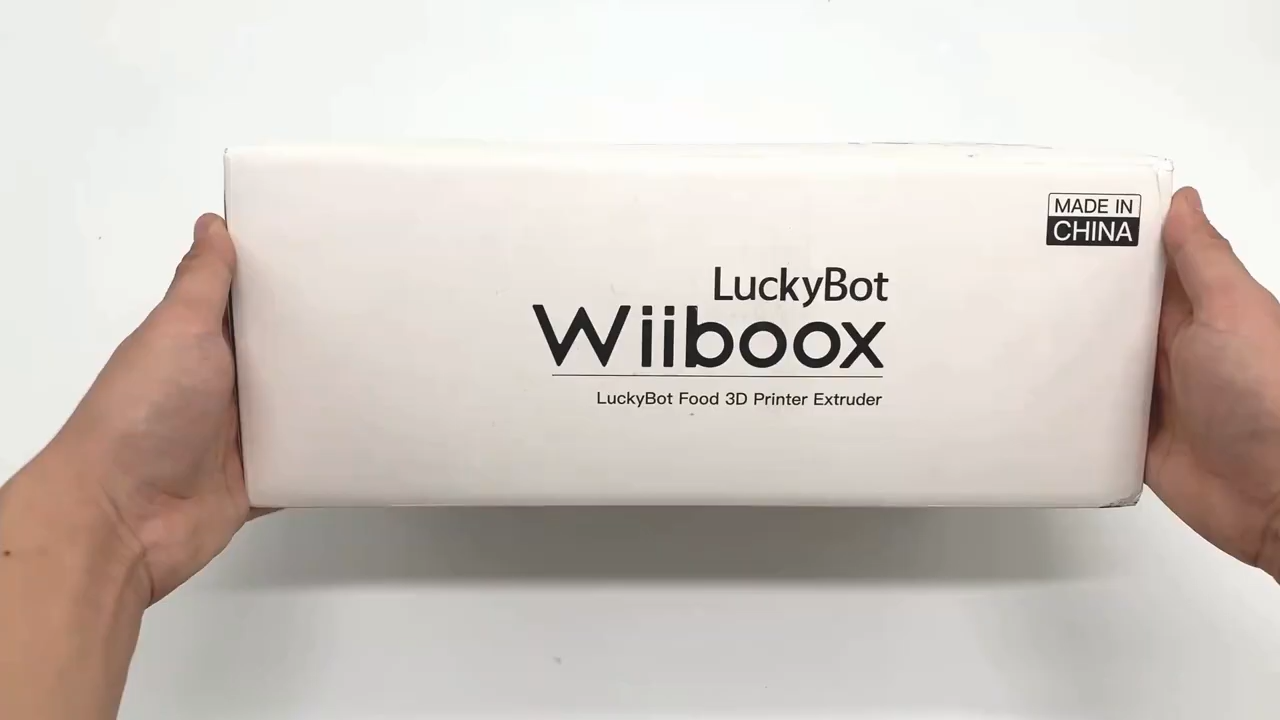 MADE IN
CHINA
LuckyBot
Wiiboox
LuckyBot Food 3D Printer Extruder